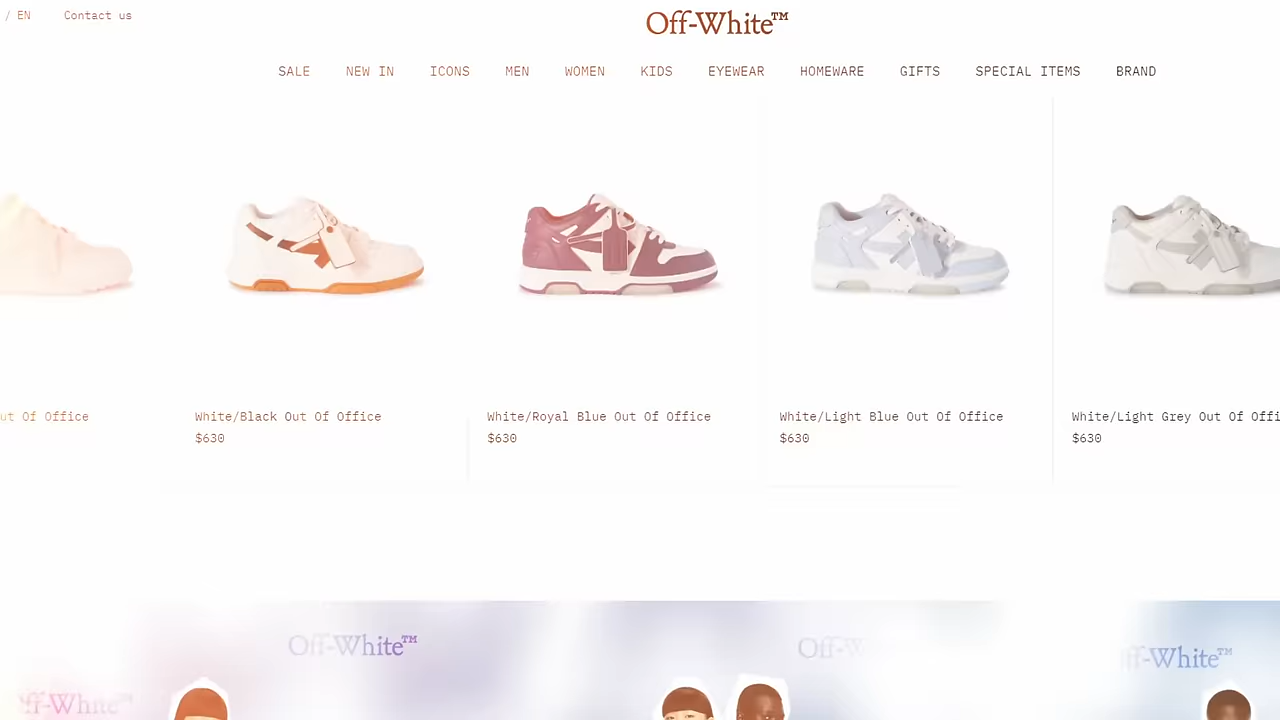 / EN Contact us
Off-White™
SALE NEW IN ICONS MEN WOMEN KIDS EYEWEAR HOMEWARE GIFTS SPECIAL ITEMS BRAND
Of Office White/Black Out Of Office White/Royal Blue Out Of Office White/Light Blue Out Of Office White/Light Grey Out Of
$630 $630 $630 $630
Off-White™